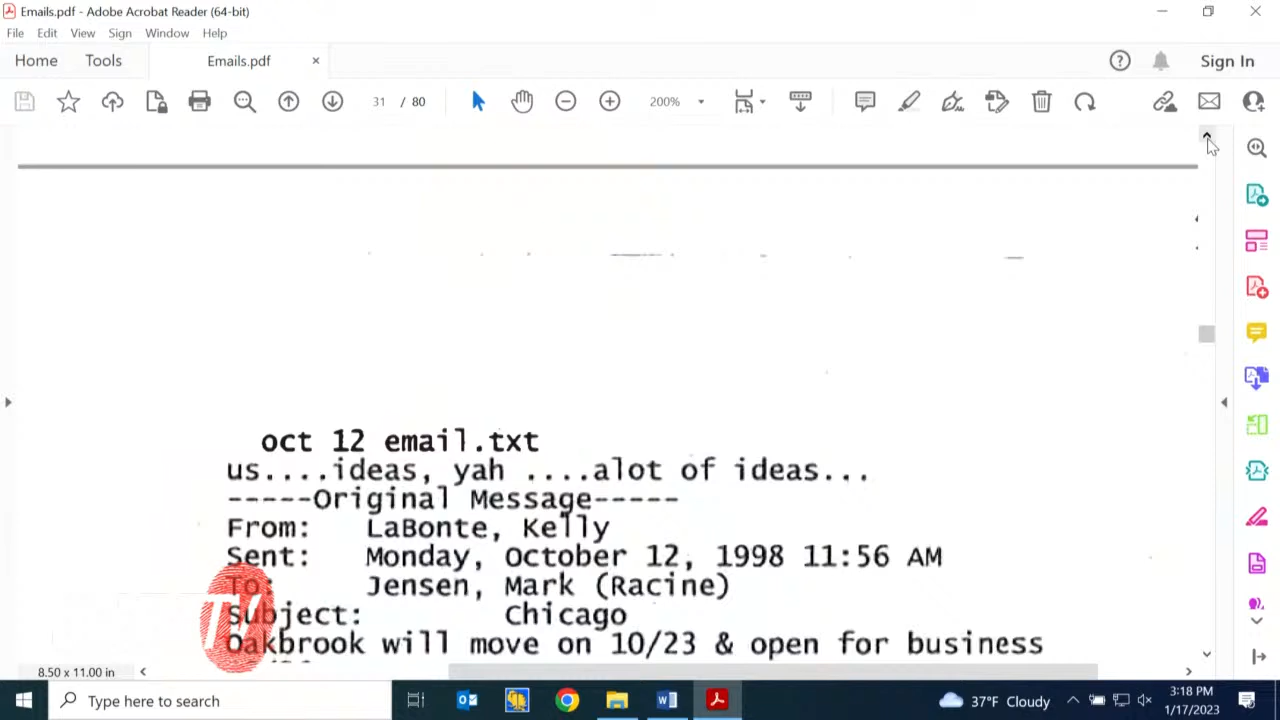 Emails.pdf - Adobe Acrobat Reader (64-bit)
File Edit View Sign Window Help
Home Tools Emails.pdf × Sign In
31 / 80 200%
oct 12 email.txt
us....ideas, yah ....alot of ideas...
-----Original Message-----
From: LaBonte, Kelly
Sent: Monday, October 12, 1998 11:56 AM
To: Jensen, Mark (Racine)
Subject: Chicago
Oakbrook will move on 10/23 & open for business
TV
8.50 x 11.00 in
Type here to search
37°F Cloudy
3:18 PM
1/17/2023